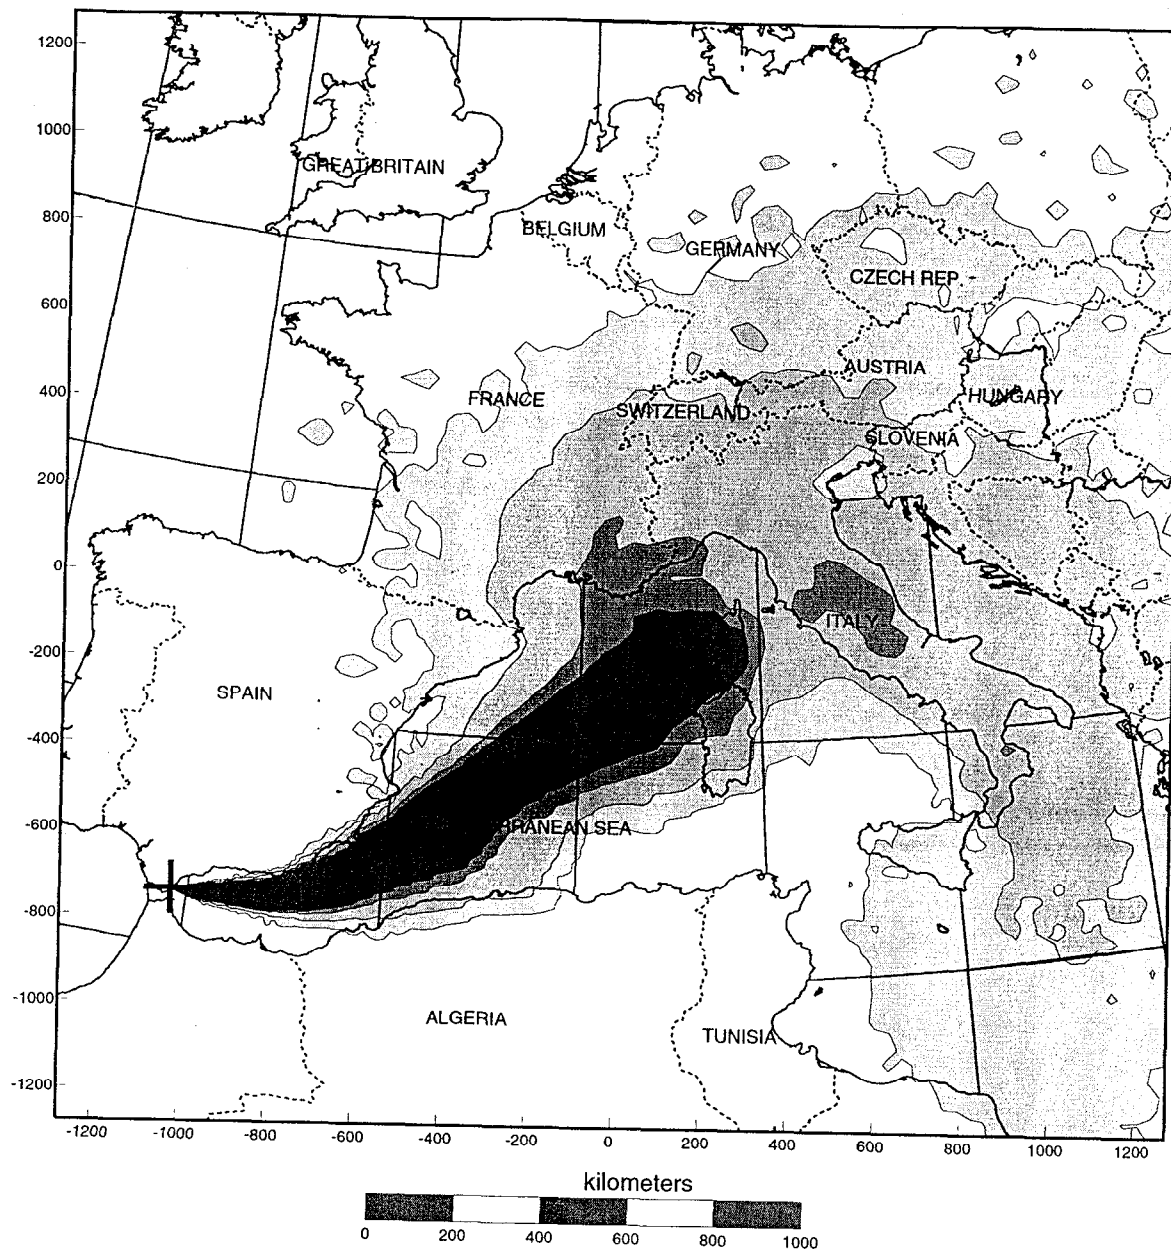 1200
1000
GREAT BRITAIN
800
BELGIUM
GERMANY
CZECH REP
600
400
FRANCE
SWITZERLAND
AUSTRIA
HUNGARY
SLOVENIA
200
0
ITALY
-200
SPAIN
-400
-600
RRANEAN SEA
-800
-1000
ALGERIA
TUNISIA
-1200
-1200 -1000 -800 -600 -400 -200 0 200 400 600 800 1000 1200
kilometers
0 200 400 600 800 1000